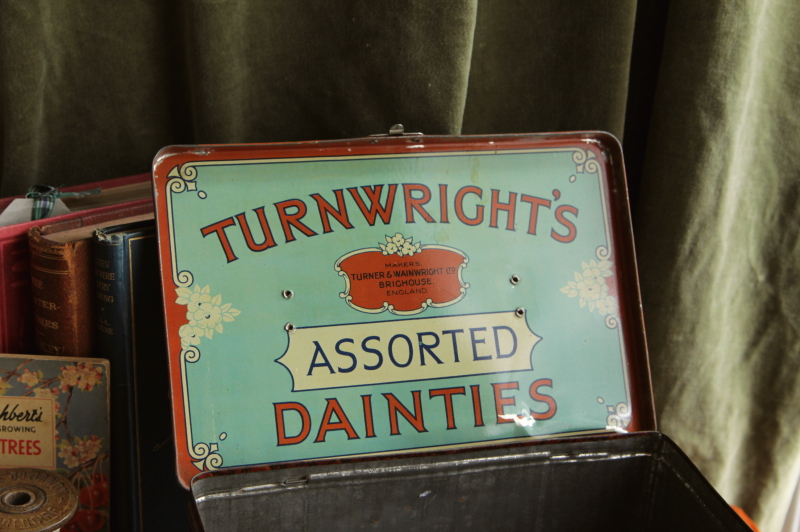 TURNWRIGHT'S
MAKERS.
TURNER & WAINWRIGHT LTD
BRIGHOUSE.
ENGLAND.
ASSORTED
DAINTIES
GROWING
TREES